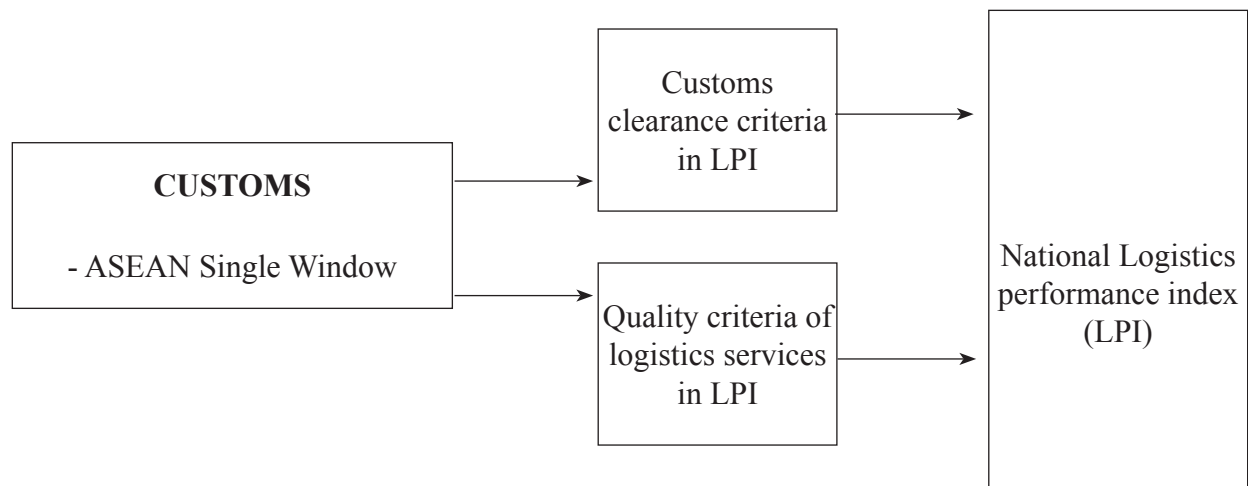 CUSTOMS
- ASEAN Single Window
Customs
clearance criteria
in LPI
Quality criteria of
logistics services
in LPI
National Logistics
performance index
(LPI)